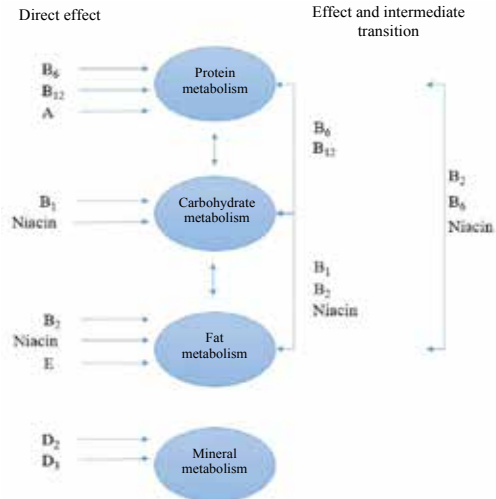 Direct effect
Effect and intermediate
transition
B₆
B₁₂
A
Protein
metabolism
B₆
B₁₂
B₁
Niacin
Carbohydrate
metabolism
B₂
B₆
Niacin
B₁
B₂
Niacin
B₂
Niacin
E
Fat
metabolism
D₂
D₃
Mineral
metabolism